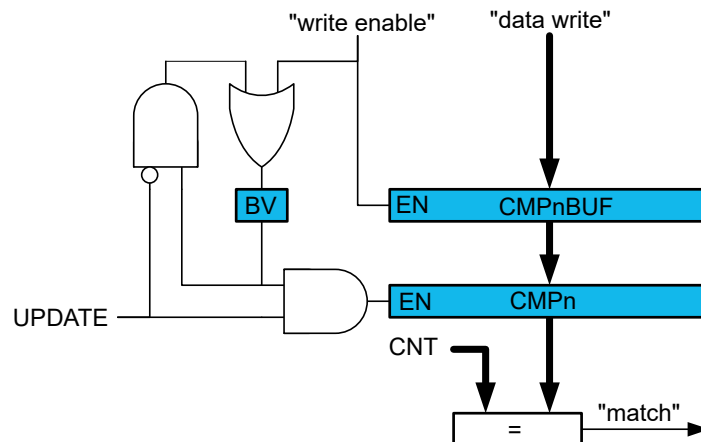 "write enable" "data write"
BV
EN CMPnBUF
EN CMPn
UPDATE
CNT
"match"
=